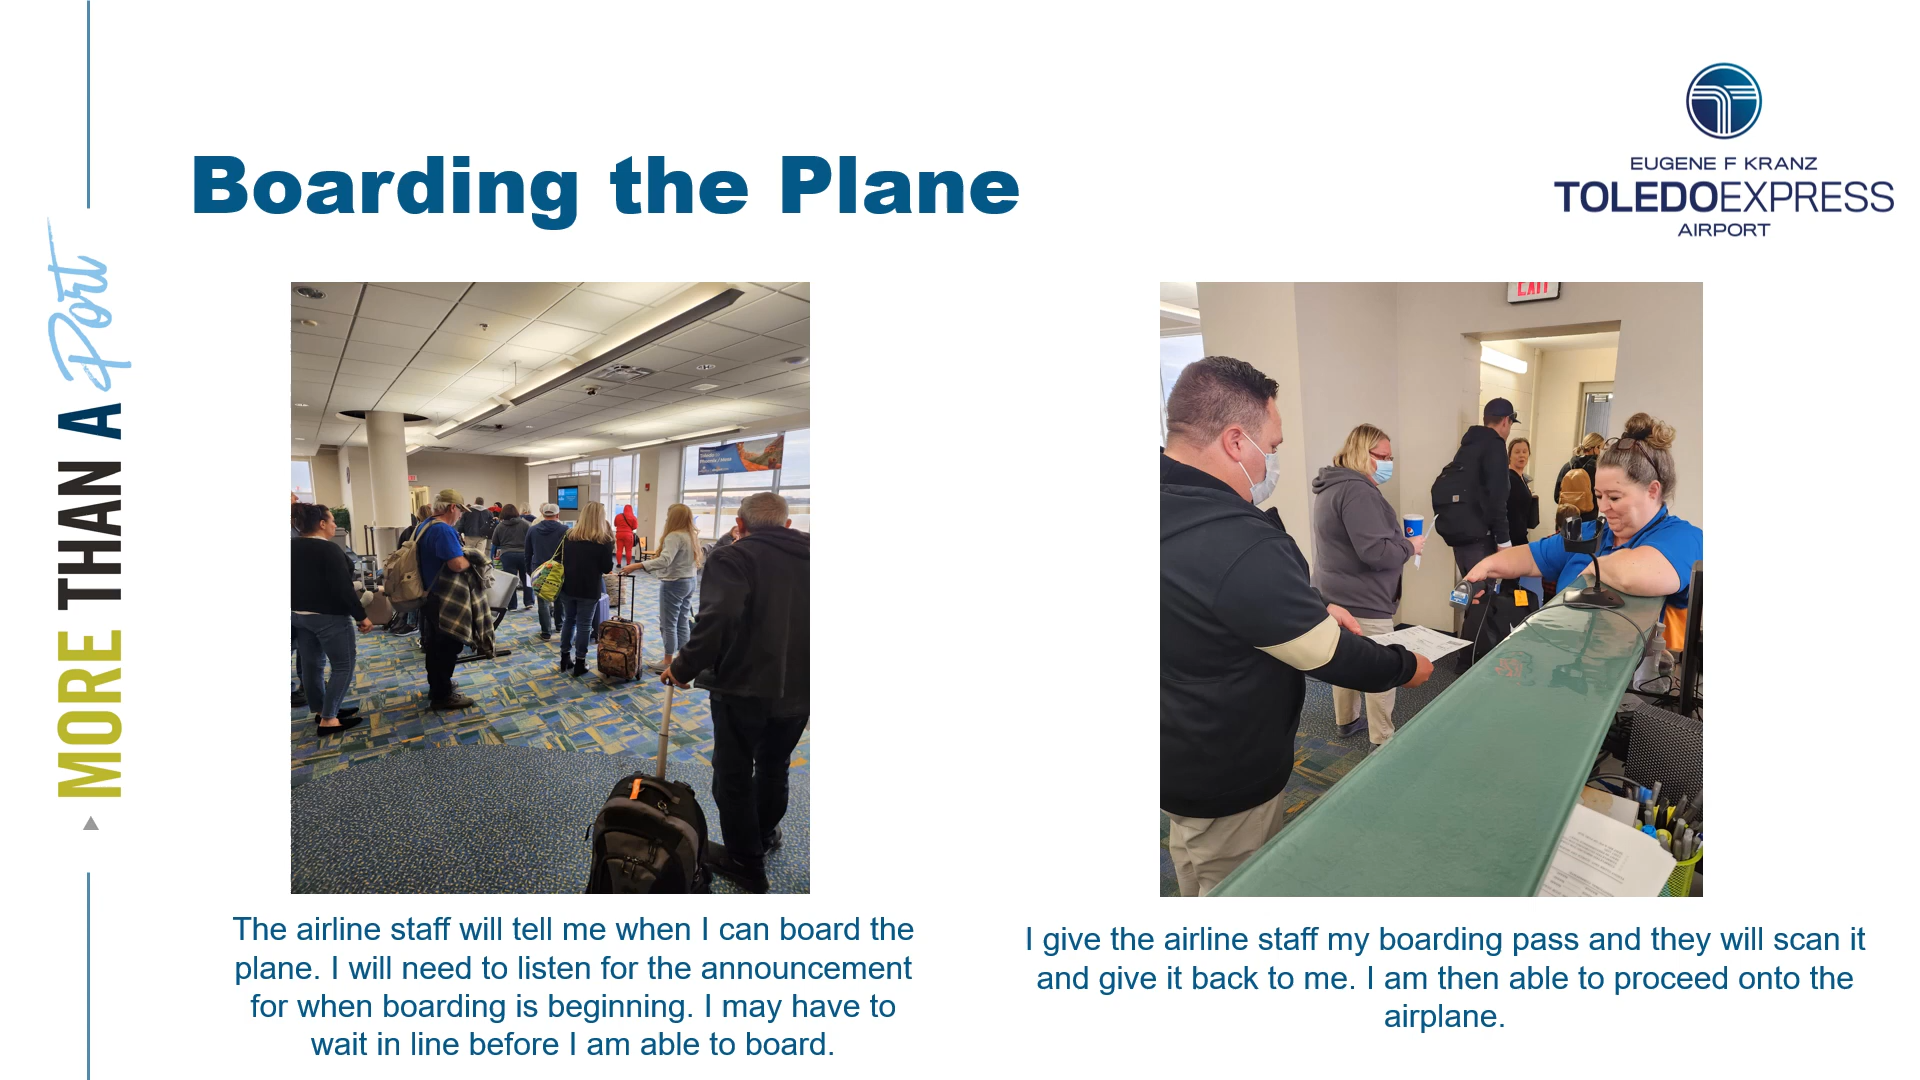 MORE THAN A Port
Boarding the Plane
EUGENE F KRANZ
TOLEDOEXPRESS
AIRPORT
EXIT
The airline staff will tell me when I can board the
plane. I will need to listen for the announcement
for when boarding is beginning. I may have to
wait in line before I am able to board.
I give the airline staff my boarding pass and they will scan it
and give it back to me. I am then able to proceed onto the
airplane.